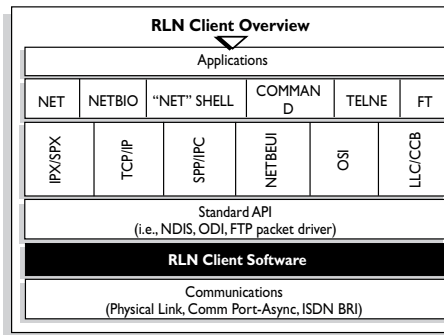 RLN Client Overview
Applications
NET NETBIO “NET” SHELL COMMAN
D TELNE FT
IPX/SPX TCP/IP SPP/IPC NETBEUI OSI LLC/CCB
Standard API
(i.e., NDIS, ODI, FTP packet driver)
RLN Client Software
Communications
(Physical Link, Comm Port-Async, ISDN BRI)